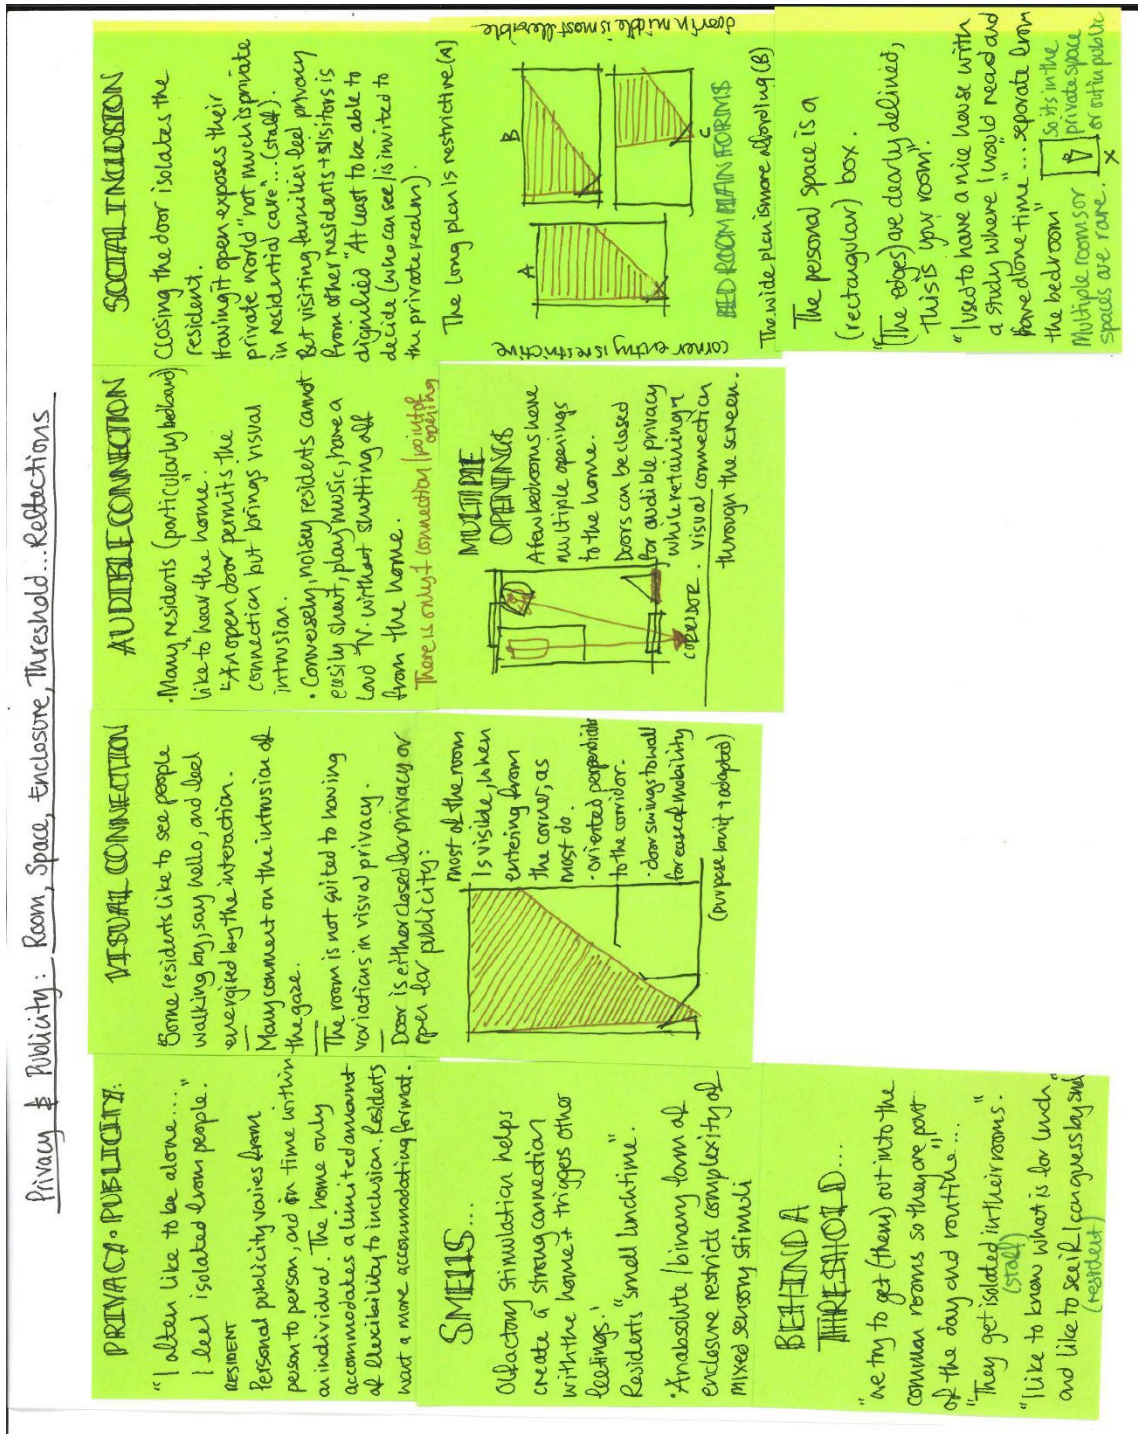 Privacy & Publicity: Room, Space, Enclosure, Threshold... Reflections
PRIVACY · PUBLICITY:
"I often like to be alone...
I feel isolated from people."
RESIDENT
Personal publicity varies from
person to person, and in time within
an individual. The home only
accommodates a limited amount
of flexibility to inclusion. Residents
want a more accommodating format.
VISUAL CONNECTION
Some residents like to see people
walking by, say hello, and feel
energised by the interaction.
Many comment on the intrusion of
the gaze.
The room is not suited to having
variations in visual privacy.
Door is either closed for privacy or
open for publicity:
AUDIBLE CONNECTION
· Many residents (particularly bedbound)
like to hear the home."
"An open door permits the
connection but brings visual
intrusion.
· Conversely, noisy residents cannot
easily shout, play music, have a
loud TV. without shutting off
from the home.
There is only 1 connection/point of
opening
SOCIAL INCLUSION
Closing the door isolates the
resident.
Having it open exposes their
private world "not much is private
in residential care"... (staff).
But visiting families feel privacy
from other residents + visitors is
dignified "At least to be able to
decide (who can see/is invited to
the private realm)
SMELLS...
Olfactory stimulation helps
create a strong connection
with the home + triggers other
feelings.'
Residents "smell lunchtime".
· An absolute/binary form of
enclosure restricts complexity of
mixed sensory stimuli
most of the room
is visible, when
entering from
the corner, as
most do.
· oriented perpendicular
to the corridor.
· door swings to wall
for ease of mobility
(purpose built + adapted)
MULTIPLE
OPENINGS
A few bedrooms have
multiple openings
to the home.
Doors can be closed
for audible privacy
while retaining
visual connection
through the screen.
CORRIDOR.
The long plan is restrictive (A)
corner entry is restrictive
A
B
C
door in middle is most flexible
BEDROOM PLAN FORMS
The wide plan is more affording (B)
BEHIND A
THRESHOLD...
"we try to get (them) out into the
common rooms so they are part
of the day and routine"...
"They get isolated in their rooms."
(staff)
"I like to know what is for lunch
and like to see if I can guess by smell"
(resident)
The personal space is a
(rectangular) box.
"(The edges) are clearly defined,
this is your room".
"I used to have a nice house with
a study where I would read and
have alone time... separate from
the bedroom"
Multiple rooms or
spaces are rare.
So its in the
private space
or out in public
X